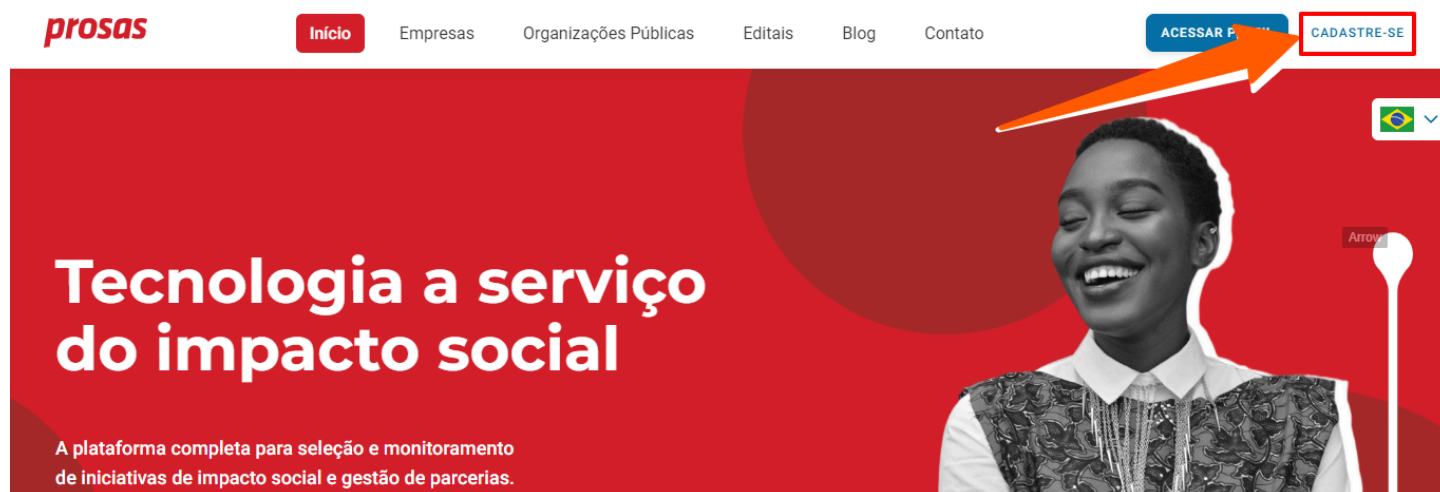 prosas
Início
Empresas
Organizações Públicas
Editais
Blog
Contato
ACESSAR
CADASTRE-SE
Arrow
Tecnologia a serviço
do impacto social
A plataforma completa para seleção e monitoramento
de iniciativas de impacto social e gestão de parcerias.